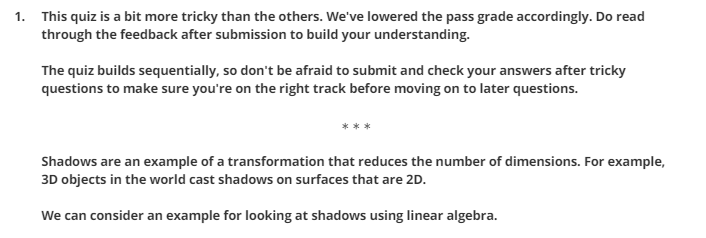 1. This quiz is a bit more tricky than the others. We've lowered the pass grade accordingly. Do read
through the feedback after submission to build your understanding.
The quiz builds sequentially, so don't be afraid to submit and check your answers after tricky
questions to make sure you're on the right track before moving on to later questions.
* * *
Shadows are an example of a transformation that reduces the number of dimensions. For example,
3D objects in the world cast shadows on surfaces that are 2D.
We can consider an example for looking at shadows using linear algebra.